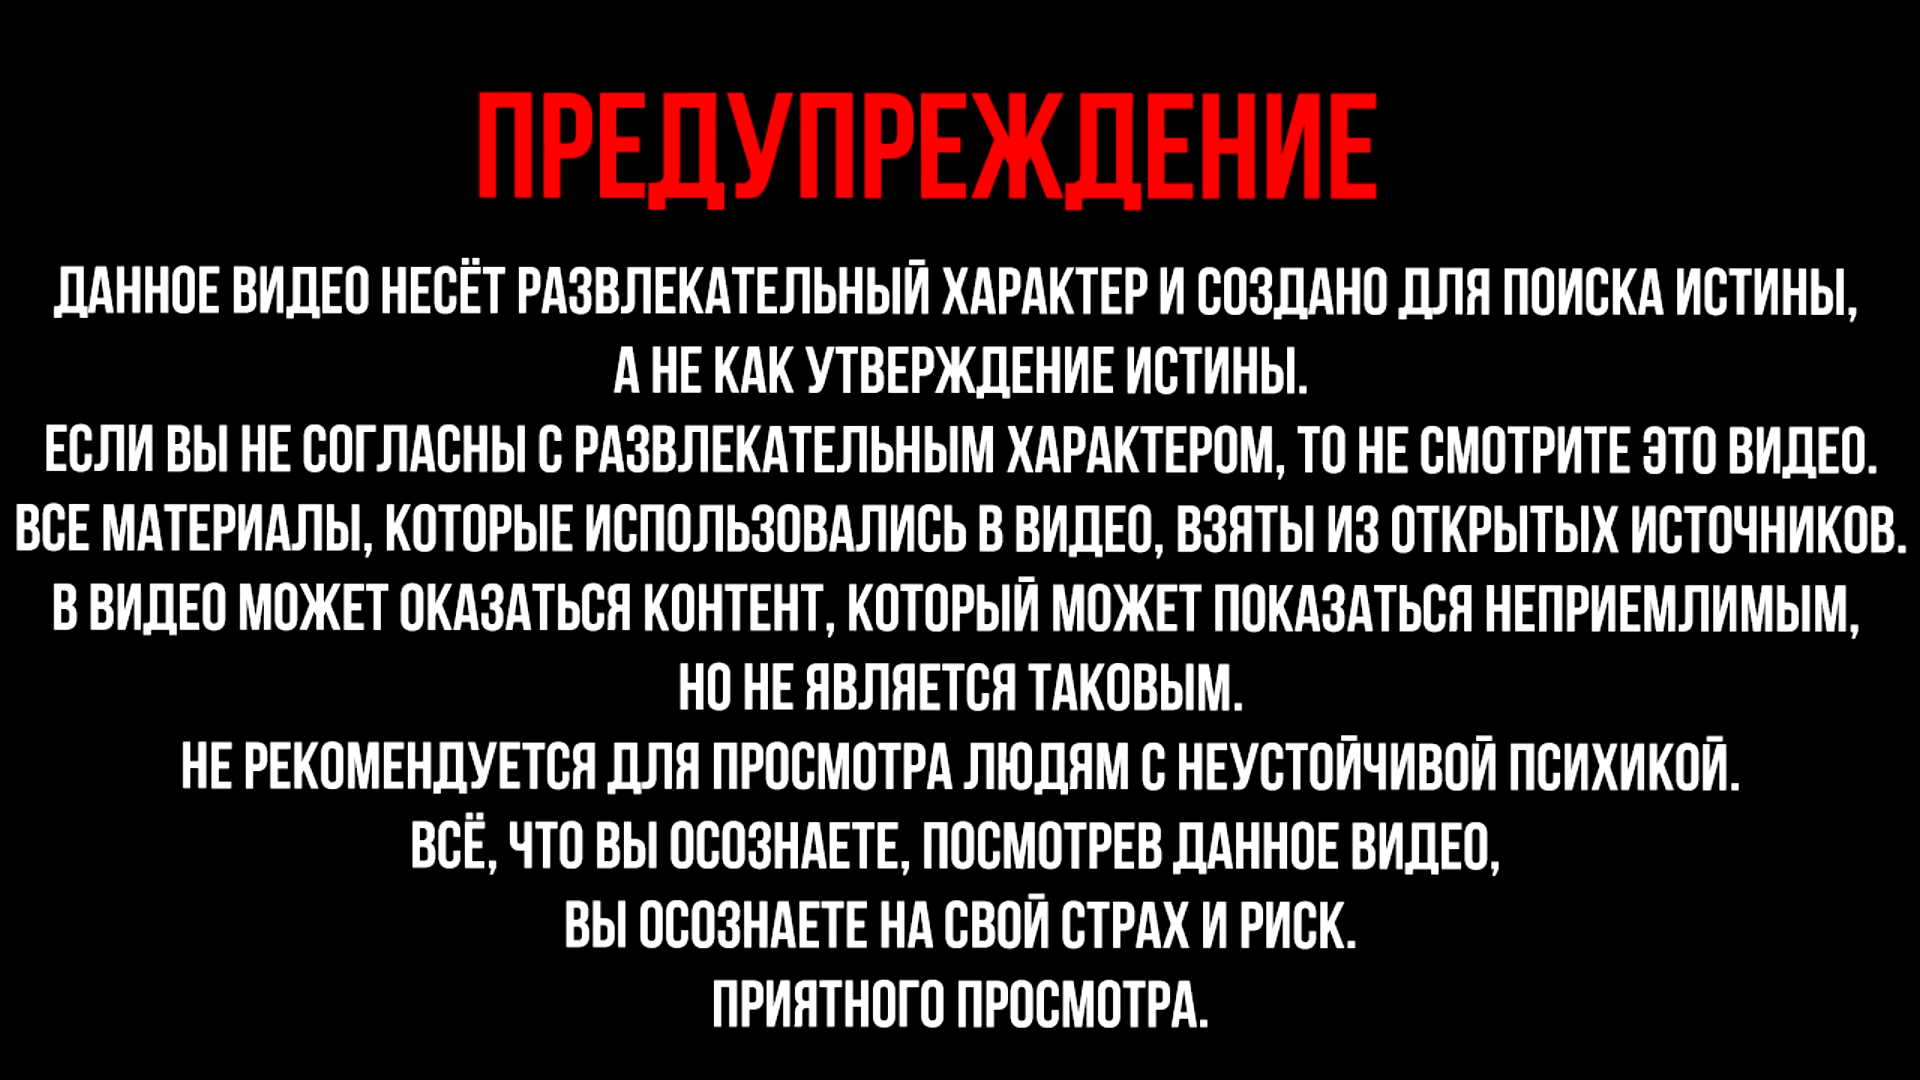 ПРЕДУПРЕЖДЕНИЕ
ДАННОЕ ВИДЕО НЕСЁТ РАЗВЛЕКАТЕЛЬНЫЙ ХАРАКТЕР И СОЗДАНО ДЛЯ ПОИСКА ИСТИНЫ,
А НЕ КАК УТВЕРЖДЕНИЕ ИСТИНЫ.
ЕСЛИ ВЫ НЕ СОГЛАСНЫ С РАЗВЛЕКАТЕЛЬНЫМ ХАРАКТЕРОМ, ТО НЕ СМОТРИТЕ ЭТО ВИДЕО.
ВСЕ МАТЕРИАЛЫ, КОТОРЫЕ ИСПОЛЬЗОВАЛИСЬ В ВИДЕО, ВЗЯТЫ ИЗ ОТКРЫТЫХ ИСТОЧНИКОВ.
В ВИДЕО МОЖЕТ ОКАЗАТЬСЯ КОНТЕНТ, КОТОРЫЙ МОЖЕТ ПОКАЗАТЬСЯ НЕПРИЕМЛИМЫМ,
НО НЕ ЯВЛЯЕТСЯ ТАКОВЫМ.
НЕ РЕКОМЕНДУЕТСЯ ДЛЯ ПРОСМОТРА ЛЮДЯМ С НЕУСТОЙЧИВОЙ ПСИХИКОЙ.
ВСЁ, ЧТО ВЫ ОСОЗНАЕТЕ, ПОСМОТРЕВ ДАННОЕ ВИДЕО,
ВЫ ОСОЗНАЕТЕ НА СВОЙ СТРАХ И РИСК.
ПРИЯТНОГО ПРОСМОТРА.